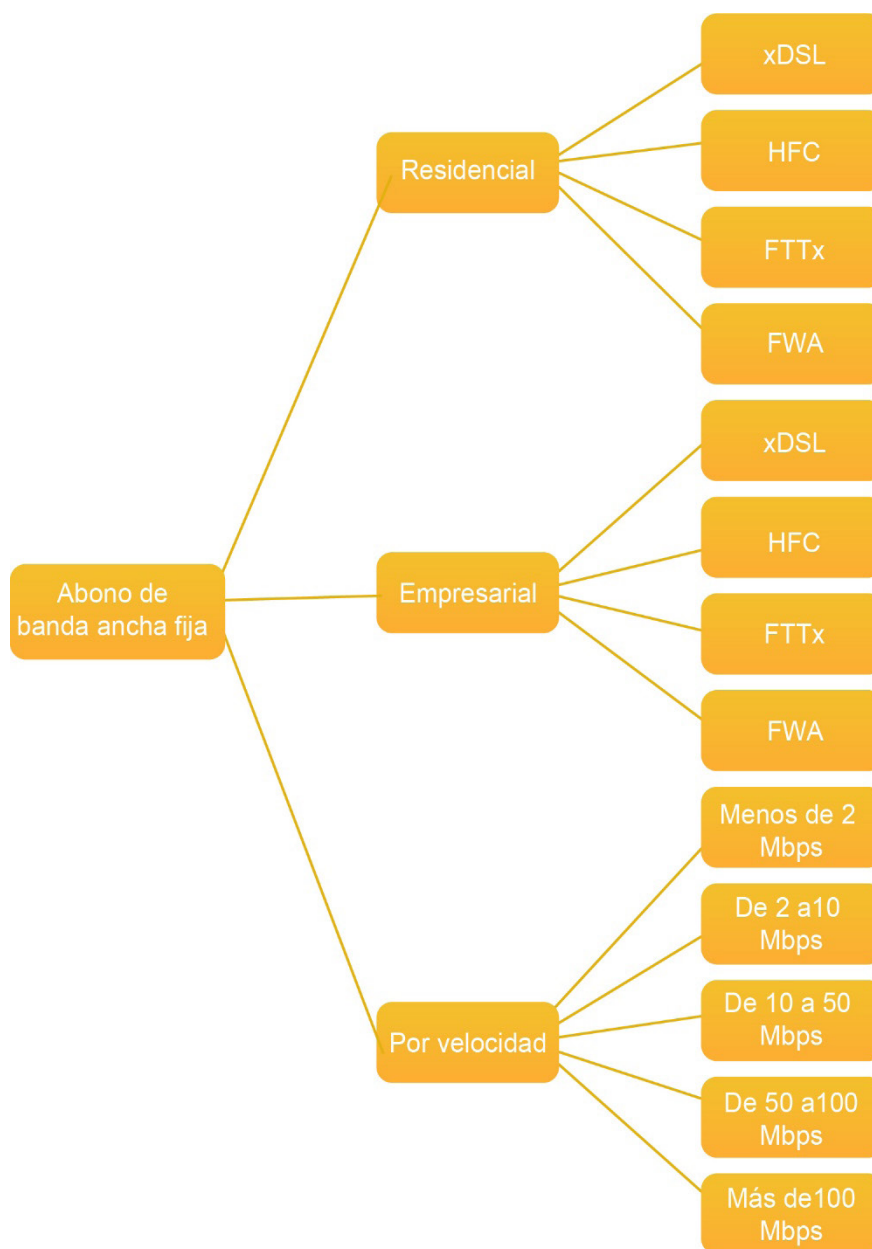 Abono de
banda ancha fija
Residencial
xDSL
HFC
FTTx
FWA
Empresarial
xDSL
HFC
FTTx
FWA
Por velocidad
Menos de 2
Mbps
De 2 a10
Mbps
De 10 a 50
Mbps
De 50 a100
Mbps
Más de100
Mbps